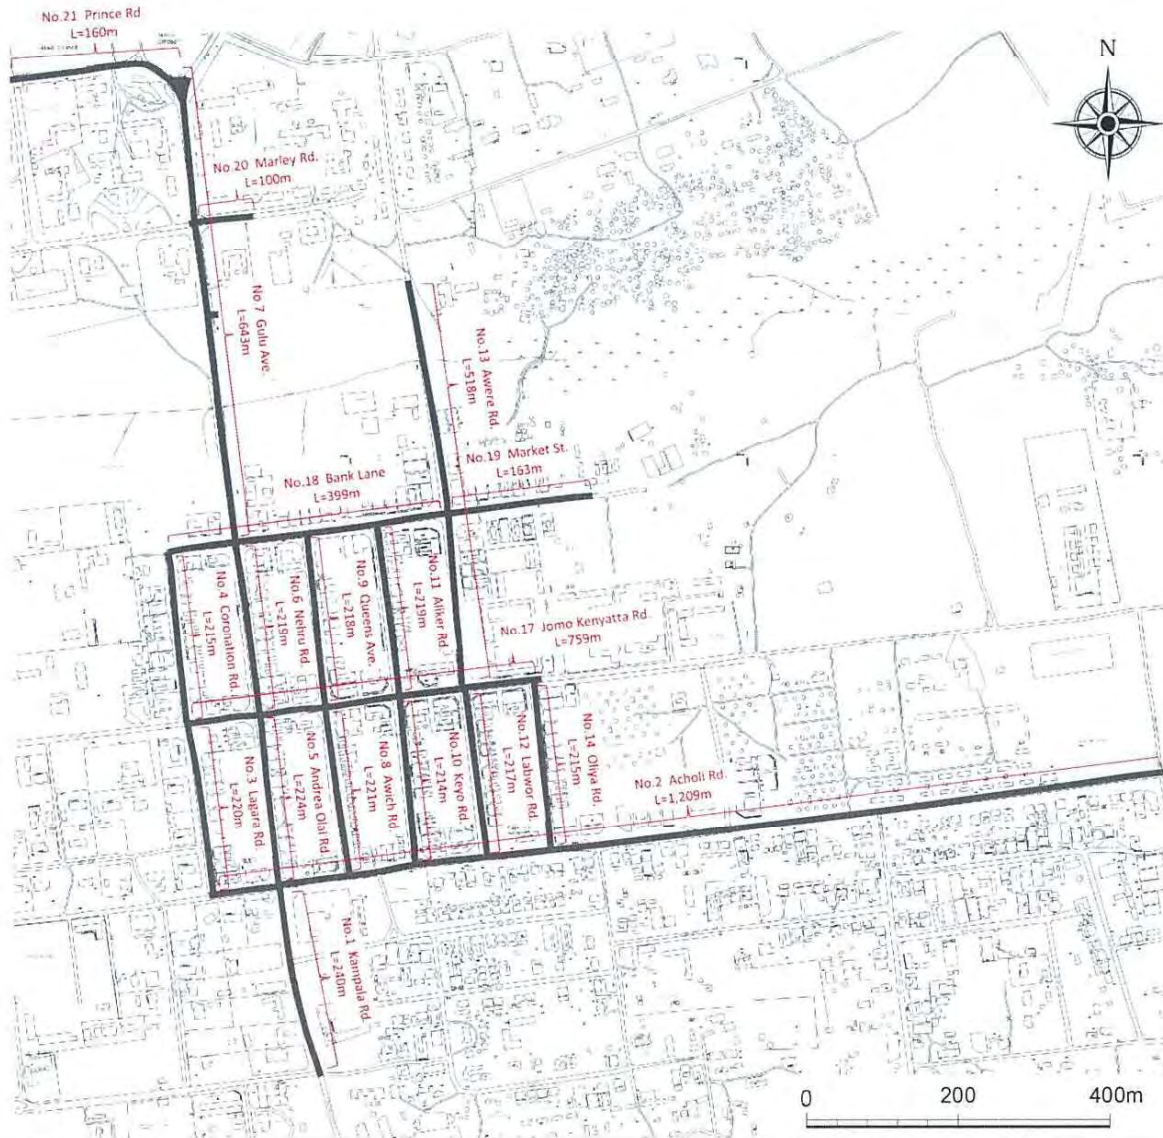 No.21 Prince Rd
L=160m
N
No.20 Marley Rd.
L=100m
No.7 Gulu Ave.
L=643m
No.13 Awere Rd.
L=518m
No.19 Market St.
L=163m
No.18 Bank Lane
L=399m
No.4 Coronation Rd.
L=215m
No.6 Nehru Rd
L=219m
No.9 Queens Ave.
L=218m
No.11 Aliker Rd.
L=219m
No.17 Jomo Kenyatta Rd.
L=759m
No.3 Lagara Rd.
L=220m
No.5 Andrea Olal Rd
L=224m
No.8 Awich Rd
L=221m
No.10 Keyo Rd
L=214m
No.12 Labwor Rd.
L=217m
No.14 Oliya Rd.
L=215m
No.2 Acholi Rd.
L=1,209m
No.1 Kampala Rd.
L=240m
0 200 400m